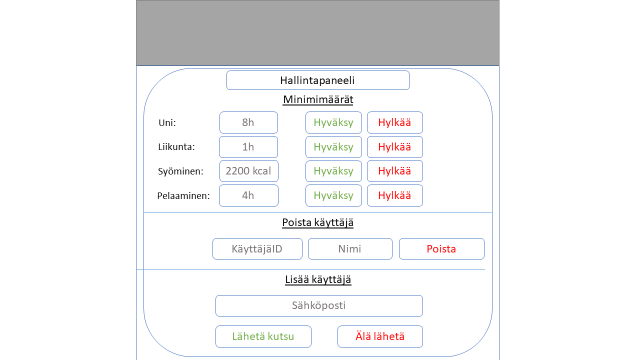 Hallintapaneeli
Minimimäärät
Uni: 8h Hyväksy Hylkää
Liikunta: 1h Hyväksy Hylkää
Syöminen: 2200 kcal Hyväksy Hylkää
Pelaaminen: 4h Hyväksy Hylkää
Poista käyttäjä
KäyttäjäID Nimi Poista
Lisää käyttäjä
Sähköposti
Lähetä kutsu Älä lähetä